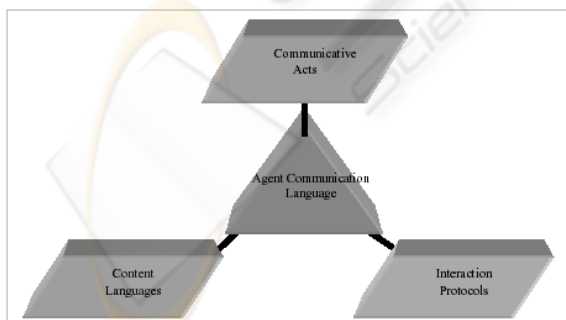 Communicative
Acts
Agent Communication
Language
Content
Languages
Interaction
Protocols